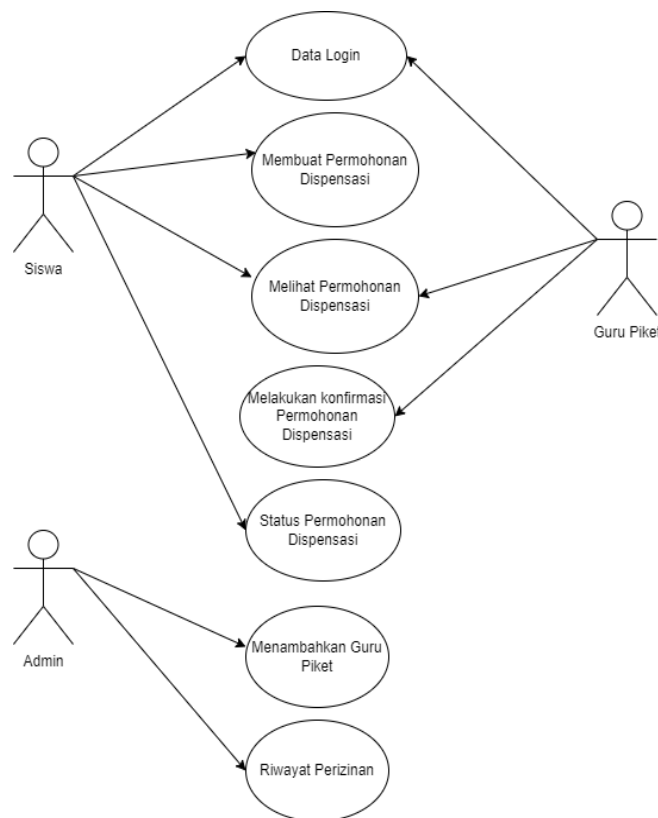 Data Login
Membuat Permohonan
Dispensasi
Siswa
Melihat Permohonan
Dispensasi
Guru Piket
Melakukan konfirmasi
Permohonan
Dispensasi
Status Permohonan
Dispensasi
Admin
Menambahkan Guru
Piket
Riwayat Perizinan